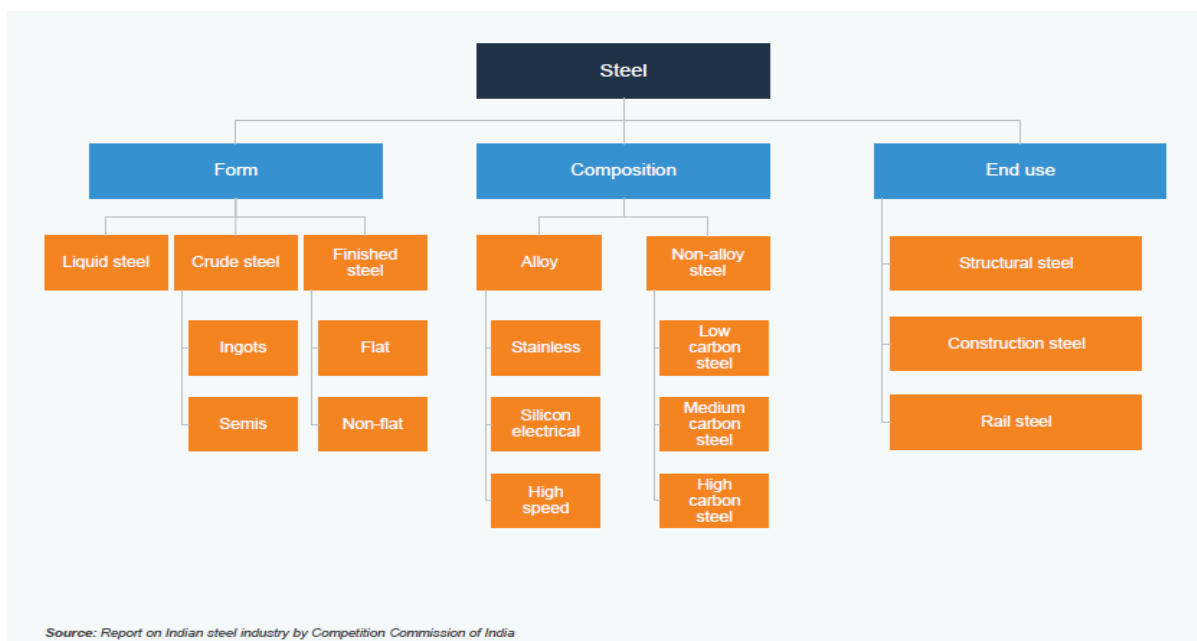 Steel
Form
Composition
End use
Liquid steel
Crude steel
Finished
steel
Alloy
Non-alloy
steel
Structural steel
Ingots
Flat
Stainless
Low
carbon
steel
Construction steel
Semis
Non-flat
Silicon
electrical
Medium
carbon
steel
Rail steel
High
speed
High
carbon
steel
Source: Report on Indian steel industry by Competition Commission of India